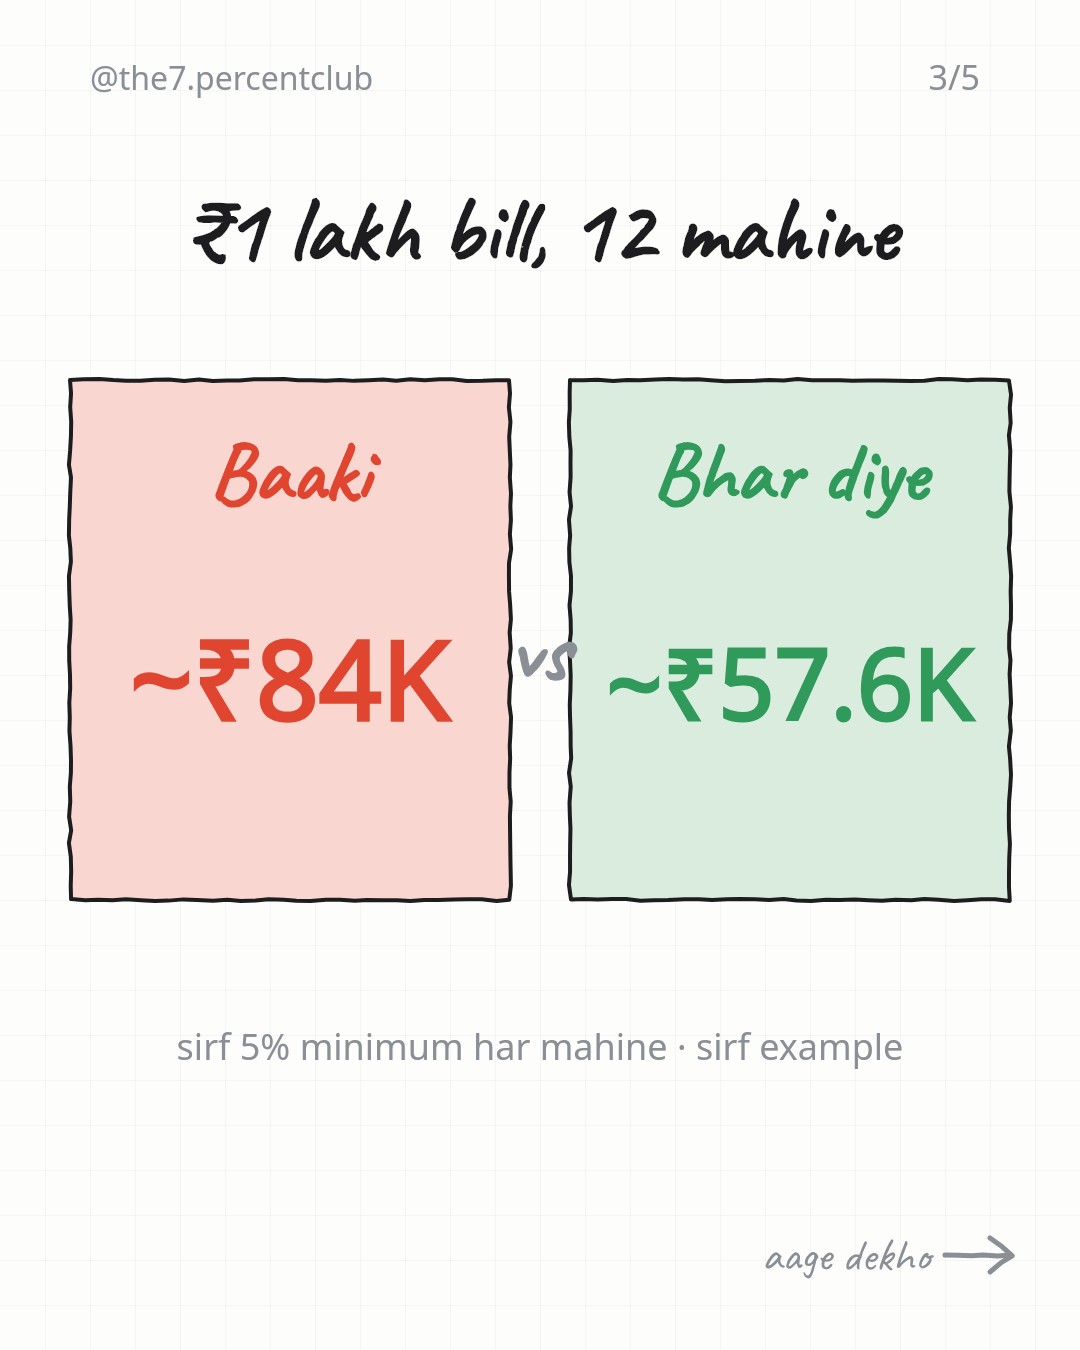 @the7.percentclub
3/5
₹1 lakh bill, 12 mahine
Baaki
~₹84K
vs
Bhar diye
~₹57.6K
sirf 5% minimum har mahine · sirf example
aage dekho